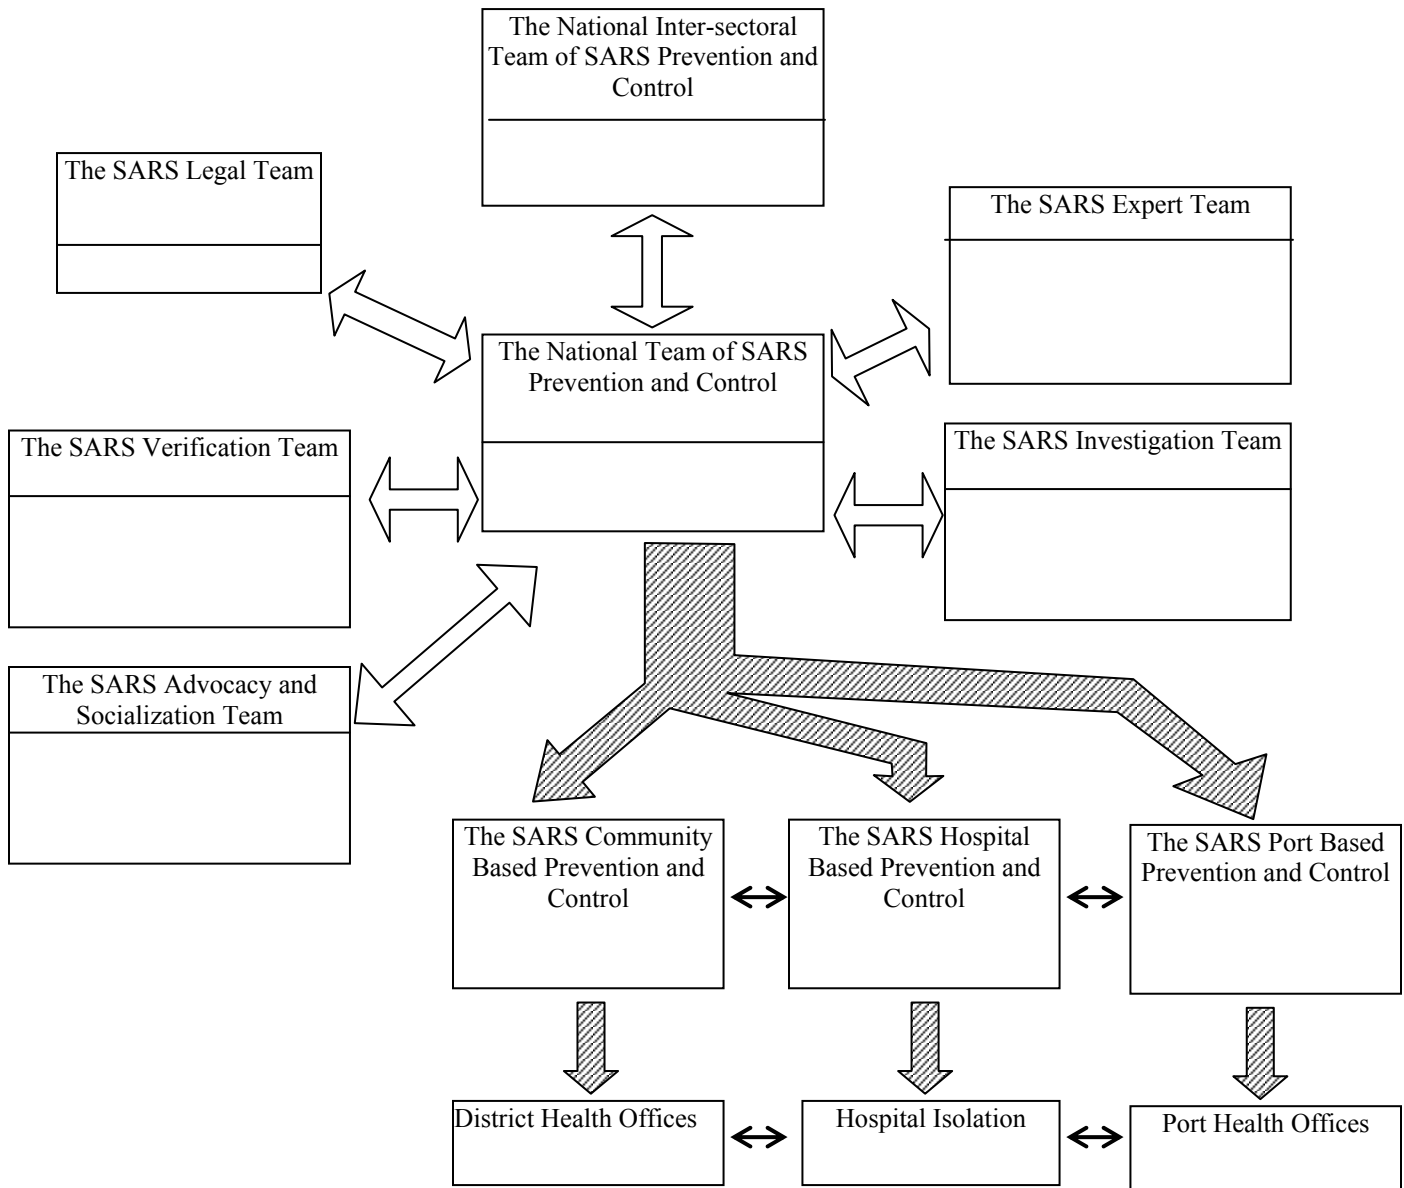 The National Inter-sectoral
Team of SARS Prevention and
Control
The SARS Legal Team
The SARS Expert Team
The National Team of SARS
Prevention and Control
The SARS Verification Team
The SARS Investigation Team
The SARS Advocacy and
Socialization Team
The SARS Community
Based Prevention and
Control
The SARS Hospital
Based Prevention and
Control
The SARS Port Based
Prevention and Control
District Health Offices
Hospital Isolation
Port Health Offices